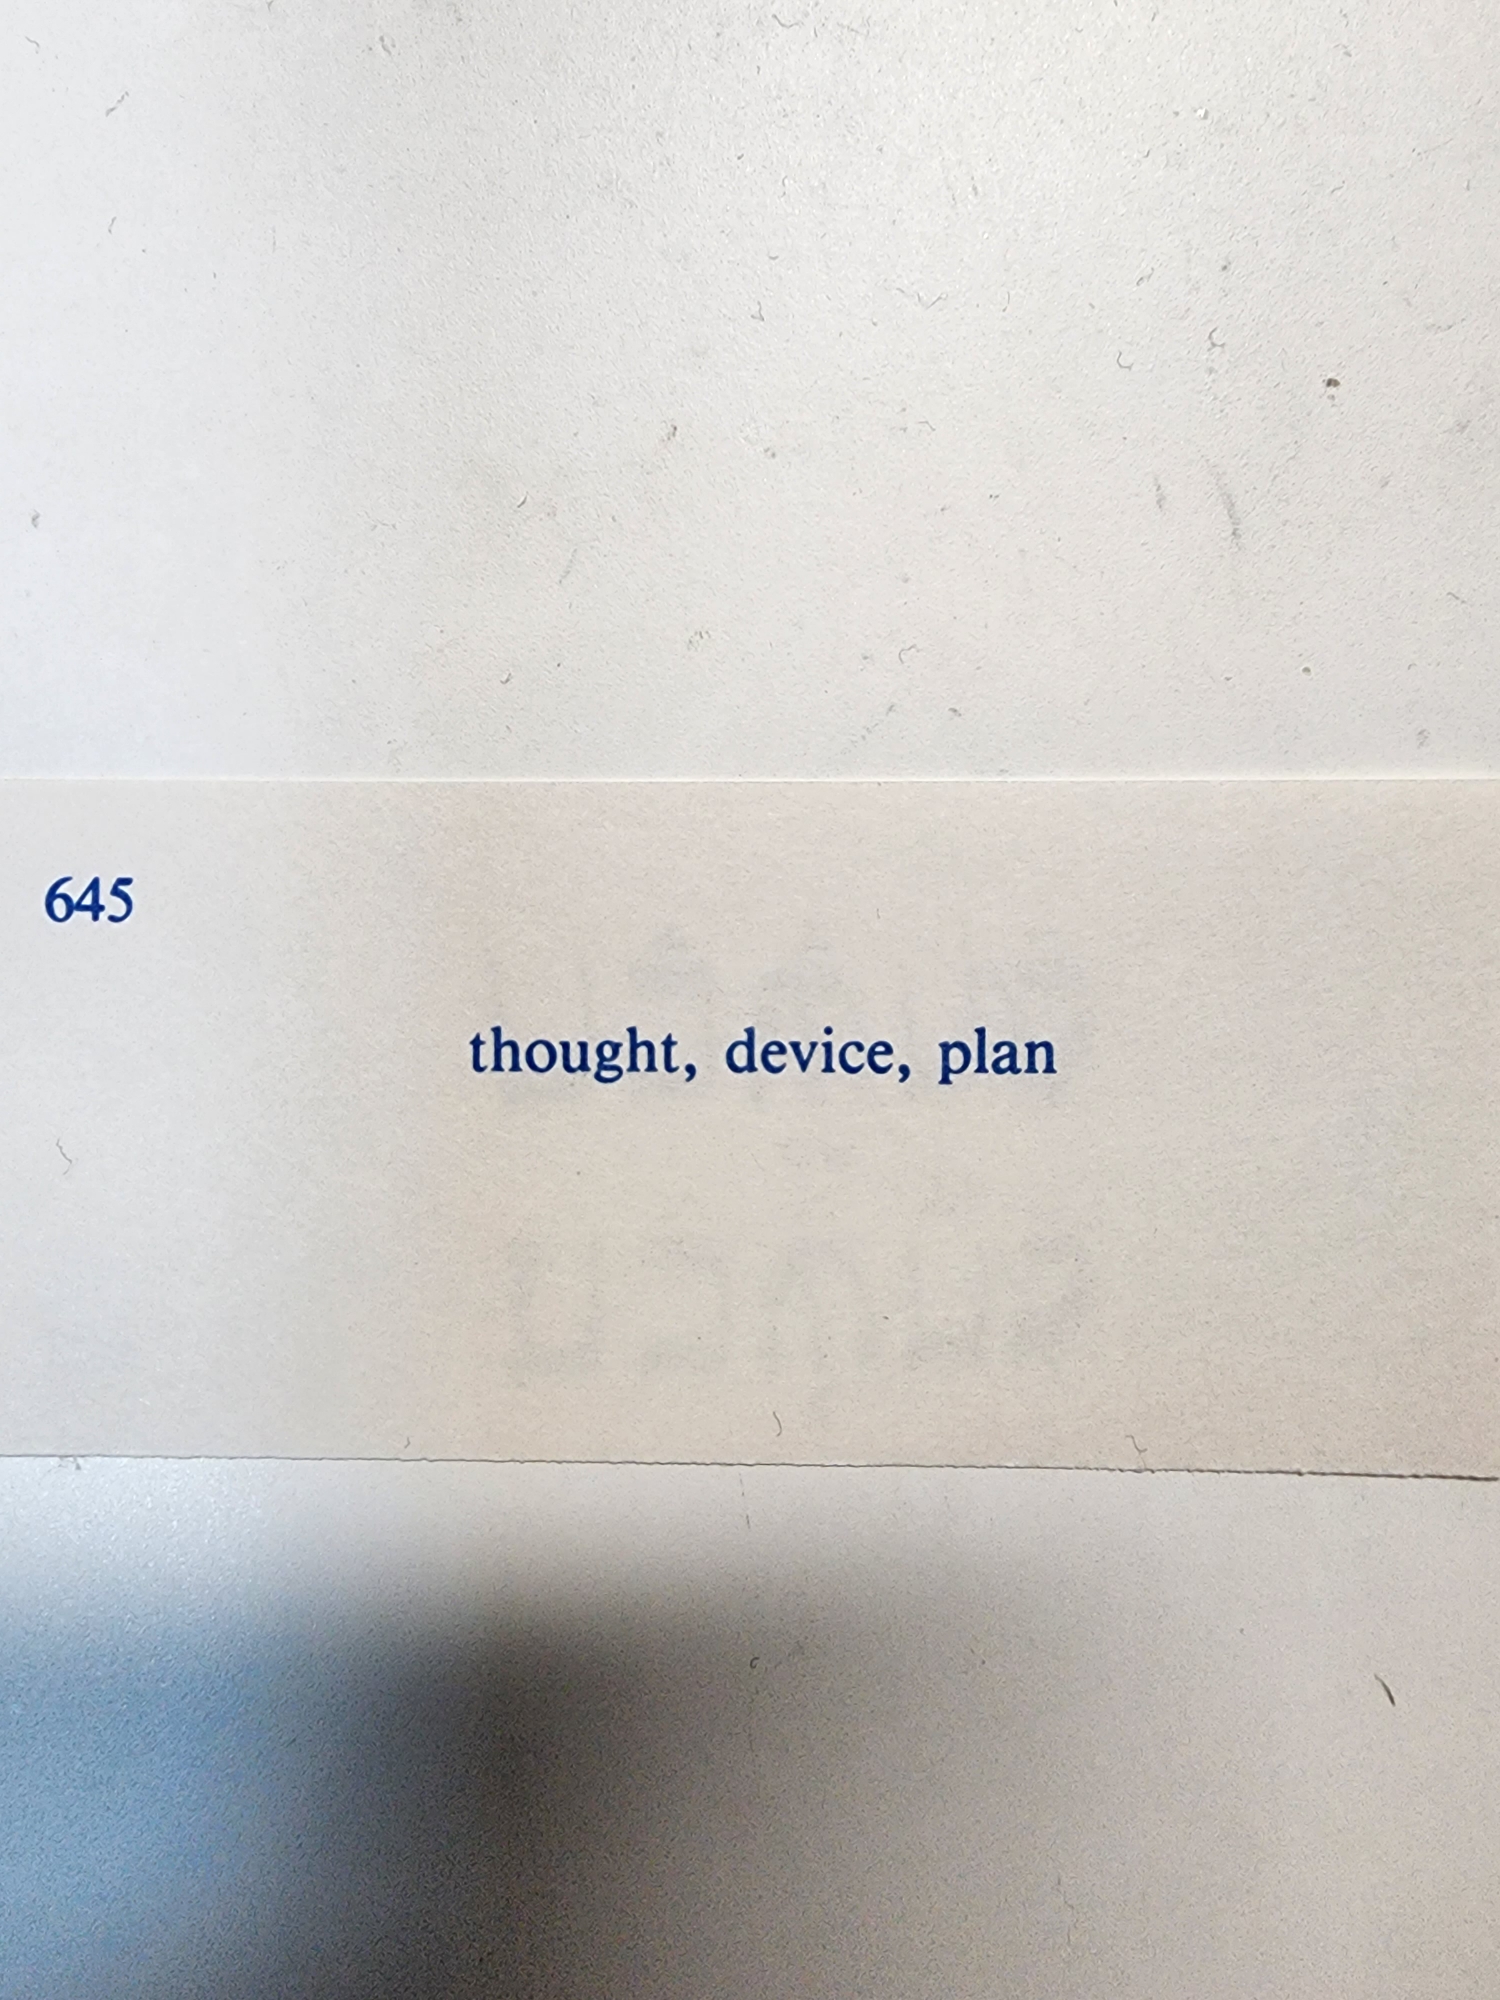 645
thought, device, plan